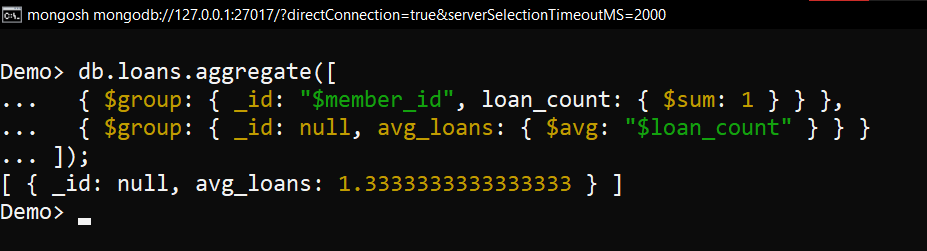 mongosh mongodb://127.0.0.1:27017/?directConnection=true&serverSelectionTimeoutMS=2000
Demo> db.loans.aggregate([
...   { $group: { _id: "$member_id", loan_count: { $sum: 1 } } },
...   { $group: { _id: null, avg_loans: { $avg: "$loan_count" } } }
... ]);
[ { _id: null, avg_loans: 1.3333333333333333 } ]
Demo>